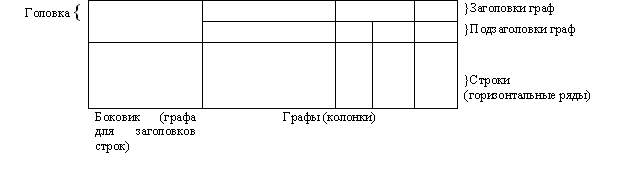 Головка {
}Заголовки граф
}Подзаголовки граф
}Строки
(горизонтальные ряды)
Боковик (графа
для заголовков
строк)
Графы (колонки)